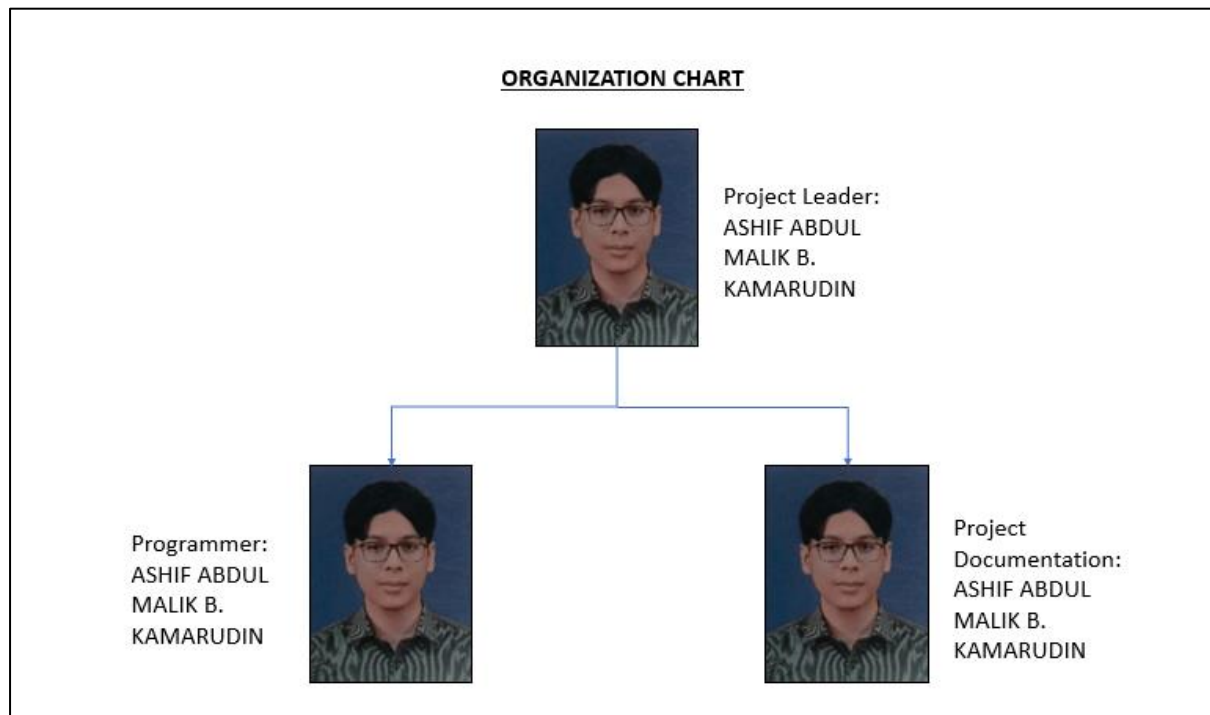 ORGANIZATION CHART
Project Leader:
ASHIF ABDUL
MALIK B.
KAMARUDIN
Programmer:
ASHIF ABDUL
MALIK B.
KAMARUDIN
Project
Documentation:
ASHIF ABDUL
MALIK B.
KAMARUDIN